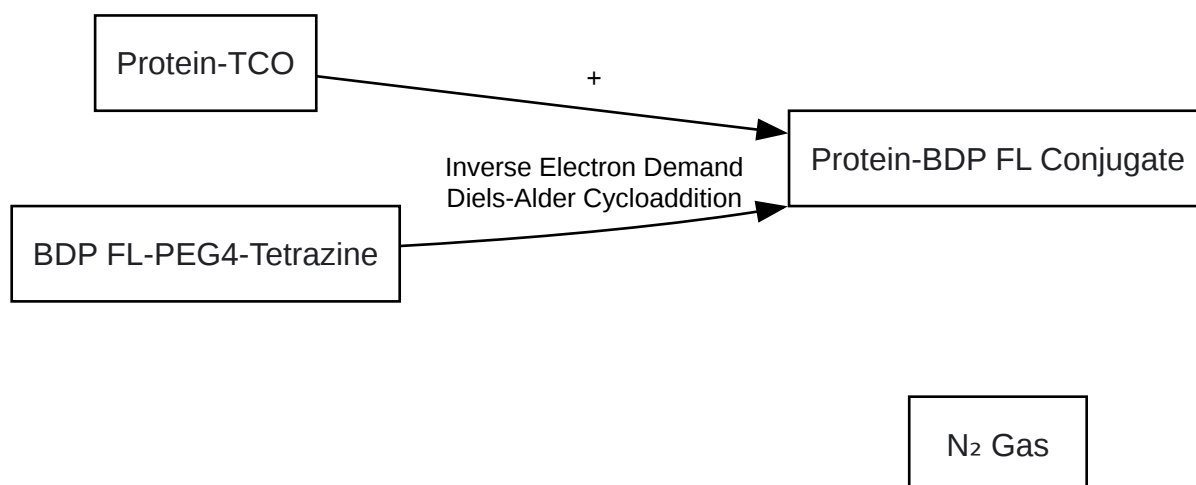 Protein-TCO
+
Protein-BDP FL Conjugate
Inverse Electron Demand
Diels-Alder Cycloaddition
BDP FL-PEG4-Tetrazine
N₂ Gas